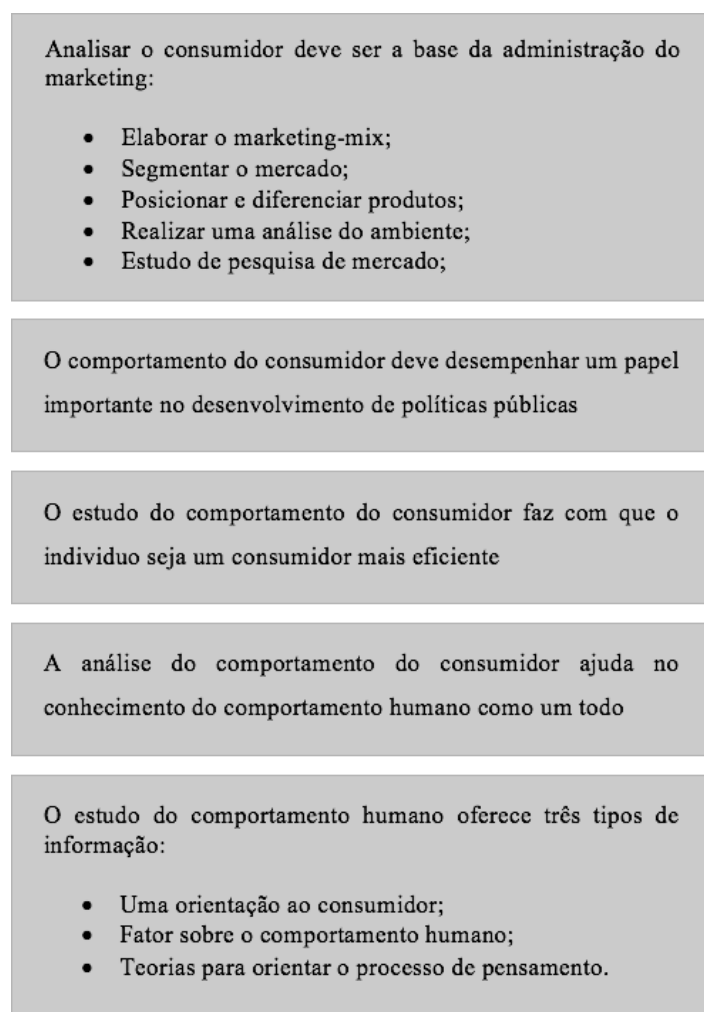 Analisar o consumidor deve ser a base da administração do
marketing:
• Elaborar o marketing-mix;
• Segmentar o mercado;
• Posicionar e diferenciar produtos;
• Realizar uma análise do ambiente;
• Estudo de pesquisa de mercado;
O comportamento do consumidor deve desempenhar um papel
importante no desenvolvimento de políticas públicas
O estudo do comportamento do consumidor faz com que o
individuo seja um consumidor mais eficiente
A análise do comportamento do consumidor ajuda no
conhecimento do comportamento humano como um todo
O estudo do comportamento humano oferece três tipos de
informação:
• Uma orientação ao consumidor;
• Fator sobre o comportamento humano;
• Teorias para orientar o processo de pensamento.